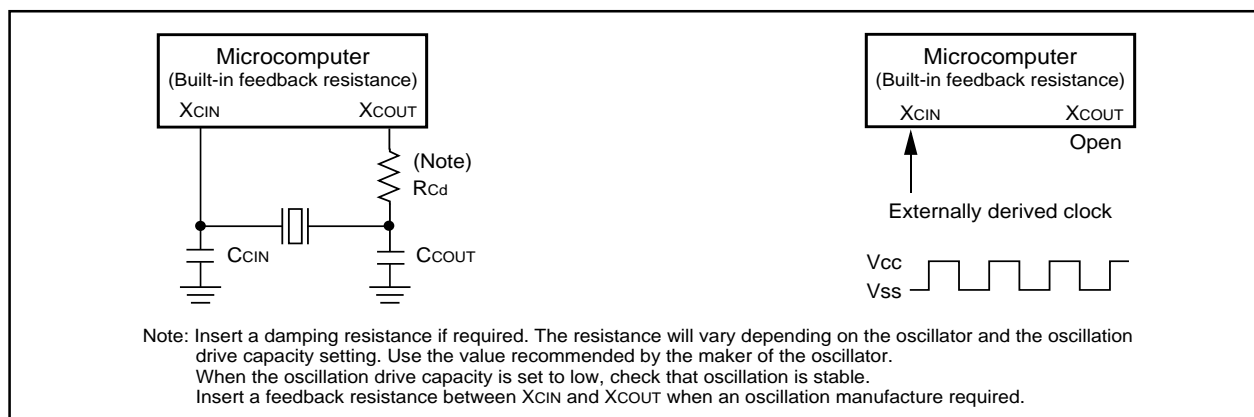 Microcomputer
(Built-in feedback resistance)
XCIN XCOUT
(Note)
RCd
CCIN
CCOUT
Microcomputer
(Built-in feedback resistance)
XCIN XCOUT
Open
Externally derived clock
Vcc
Vss
Note: Insert a damping resistance if required. The resistance will vary depending on the oscillator and the oscillation
drive capacity setting. Use the value recommended by the maker of the oscillator.
When the oscillation drive capacity is set to low, check that oscillation is stable.
Insert a feedback resistance between XCIN and XCOUT when an oscillation manufacture required.